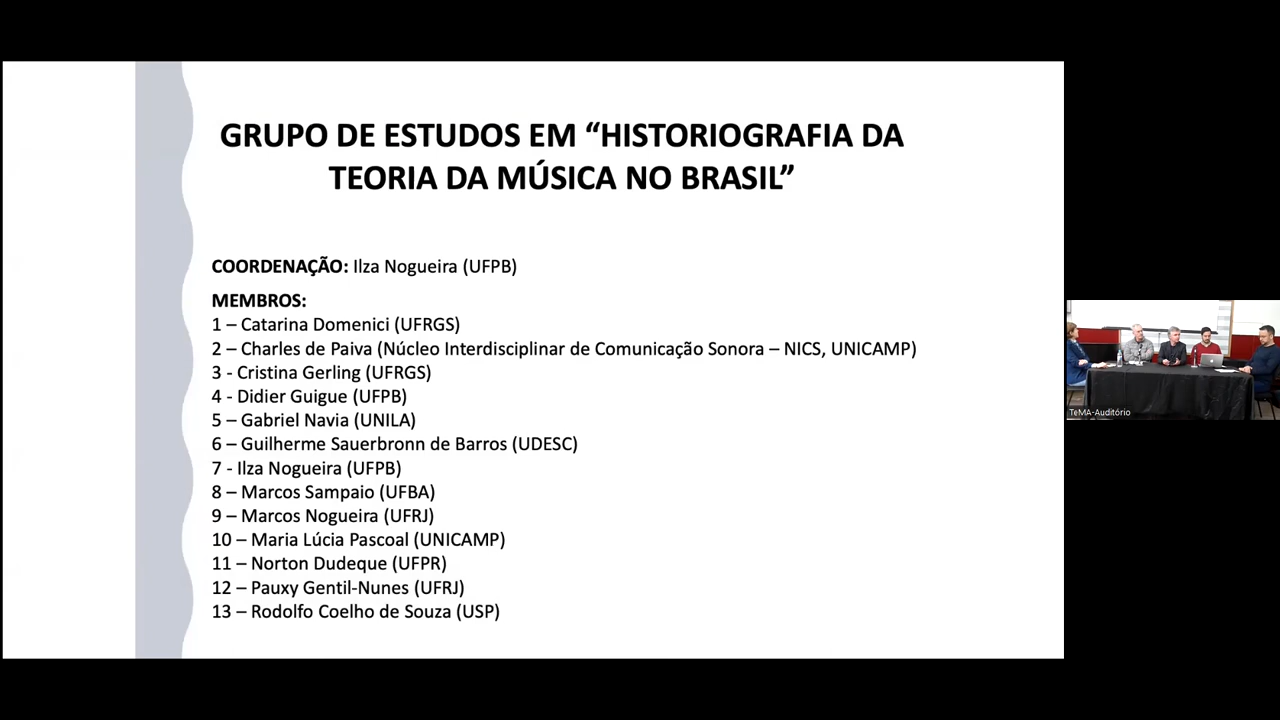 GRUPO DE ESTUDOS EM “HISTORIOGRAFIA DA
TEORIA DA MÚSICA NO BRASIL”
COORDENAÇÃO: Ilza Nogueira (UFPB)
MEMBROS:
1 – Catarina Domenici (UFRGS)
2 – Charles de Paiva (Núcleo Interdisciplinar de Comunicação Sonora – NICS, UNICAMP)
3 - Cristina Gerling (UFRGS)
4 - Didier Guigue (UFPB)
5 – Gabriel Navia (UNILA)
6 – Guilherme Sauerbronn de Barros (UDESC)
7 - Ilza Nogueira (UFPB)
8 – Marcos Sampaio (UFBA)
9 – Marcos Nogueira (UFRJ)
10 – Maria Lúcia Pascoal (UNICAMP)
11 – Norton Dudeque (UFPR)
12 – Pauxy Gentil-Nunes (UFRJ)
13 – Rodolfo Coelho de Souza (USP)
TeMA-Auditório